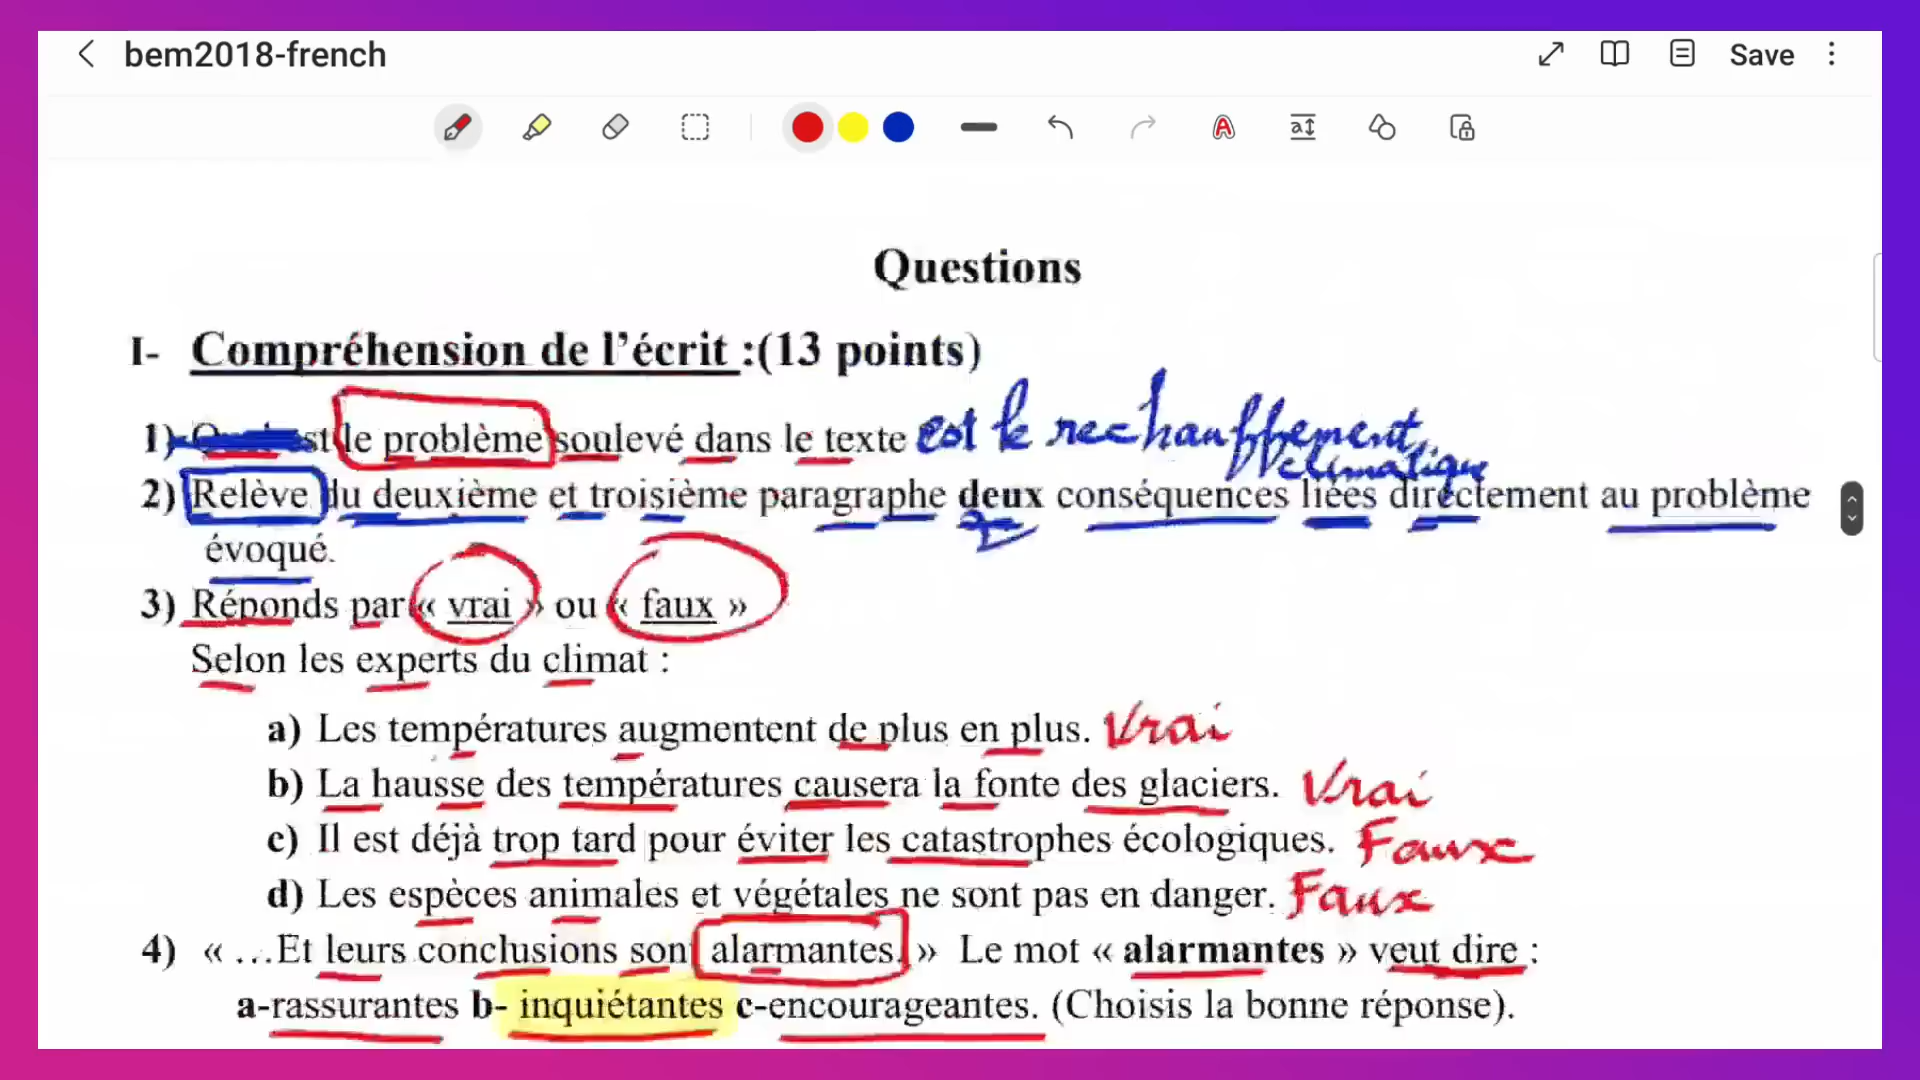 bem2018-french
Save
Questions
I- Compréhension de l'écrit :(13 points)
1) st le problème soulevé dans le texte est le rechauffement climatique
2) Relève du deuxième et troisième paragraphe deux conséquences liées directement au problème
évoqué.
3) Réponds par « vrai » ou « faux »
Selon les experts du climat :
a) Les températures augmentent de plus en plus. Vrai
b) La hausse des températures causera la fonte des glaciers. Vrai
c) Il est déjà trop tard pour éviter les catastrophes écologiques. Faux
d) Les espèces animales et végétales ne sont pas en danger. Faux
4) « …Et leurs conclusions son alarmantes. » Le mot « alarmantes » veut dire :
a-rassurantes b- inquiétantes c-encourageantes. (Choisis la bonne réponse).